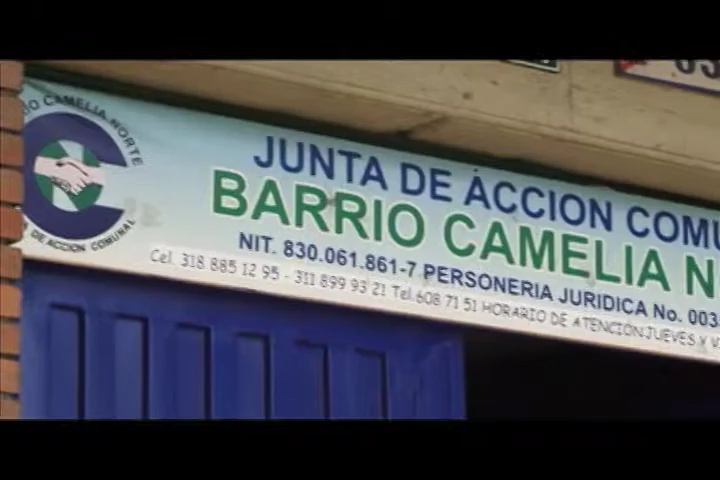 CAMELIA NORTE
DE ACCION COMUNAL
JUNTA DE ACCION COMU
BARRIO CAMELIA N
NIT. 830.061.861-7 PERSONERIA JURIDICA No. 003
Cel. 318 885 12 95 - 311 899 93 21 Tel. 608 71 51 HORARIO DE ATENCIÓN JUEVES Y